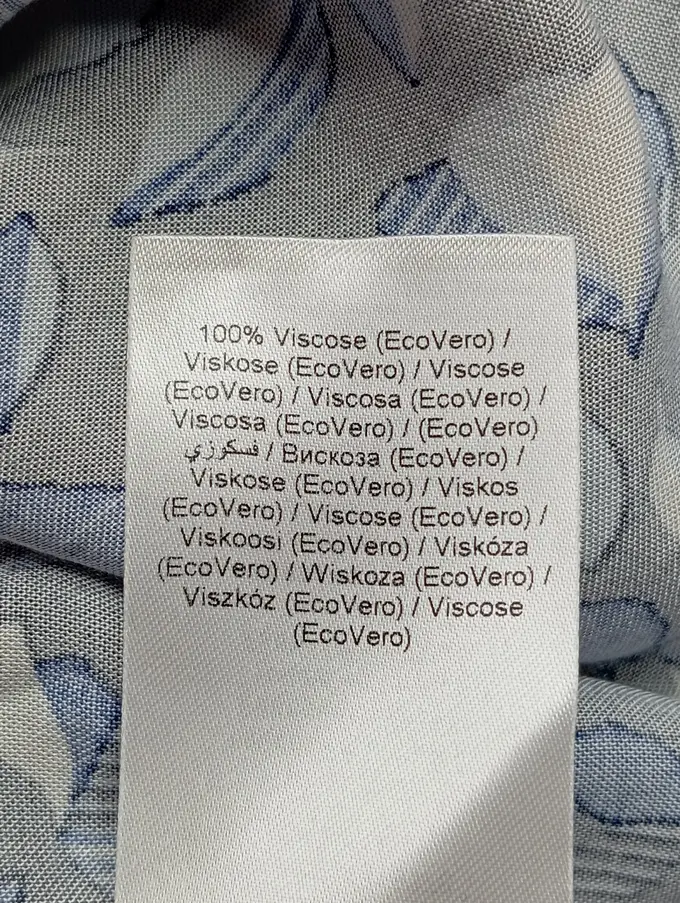 100% Viscose (EcoVero) /
Viskose (EcoVero) / Viscose
(EcoVero) / Viscosa (EcoVero) /
Viscosa (EcoVero) / (EcoVero)
فسكوزي / Вискоза (EcoVero) /
Viskose (EcoVero) / Viskos
(EcoVero) / Viscose (EcoVero) /
Viskoosi (EcoVero) / Viskóza
(EcoVero) / Wiskoza (EcoVero) /
Viszkóz (EcoVero) / Viscose
(EcoVero)